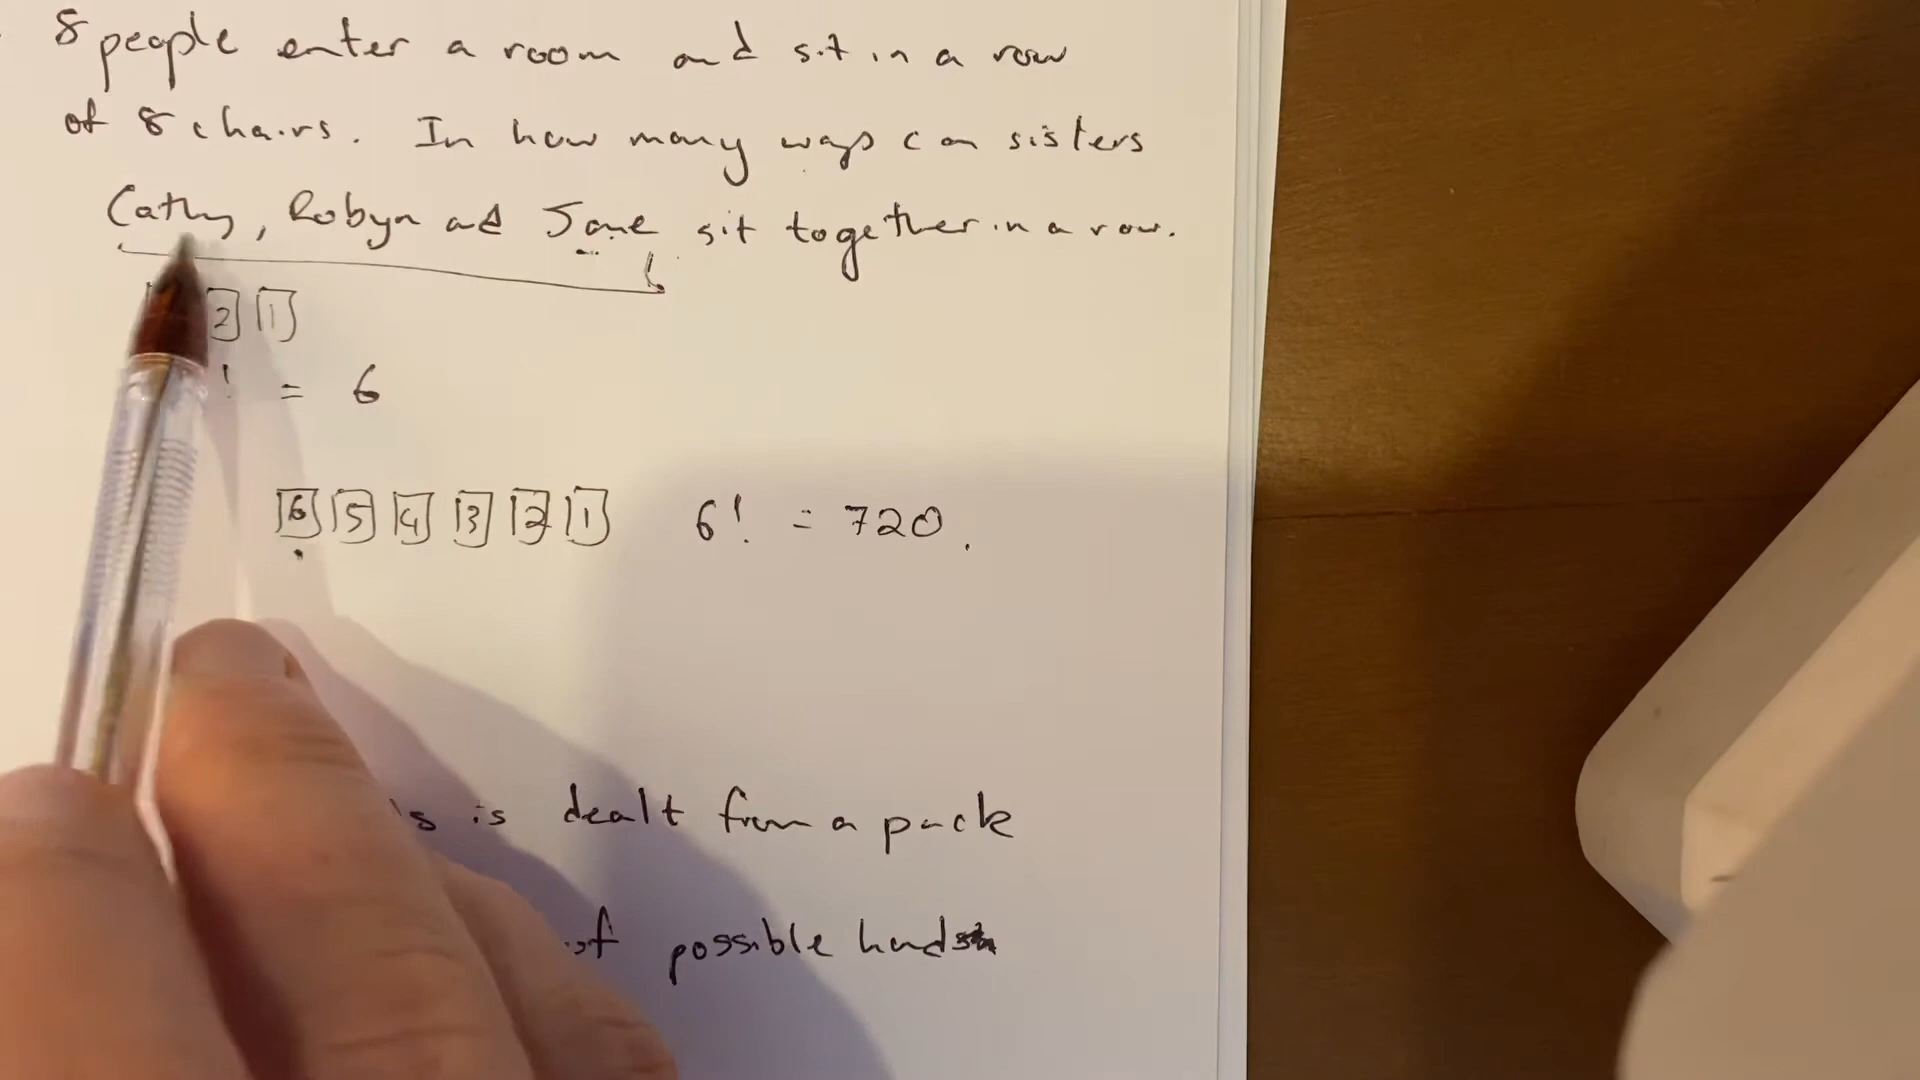 8 people enter a room and sit in a row
of 8 chairs. In how many ways can sisters
Cathy, Robyn and Jane sit together in a row.
2 1
! = 6
6 5 4 3 2 1 6! = 720.
is dealt from a pack
of possible hands